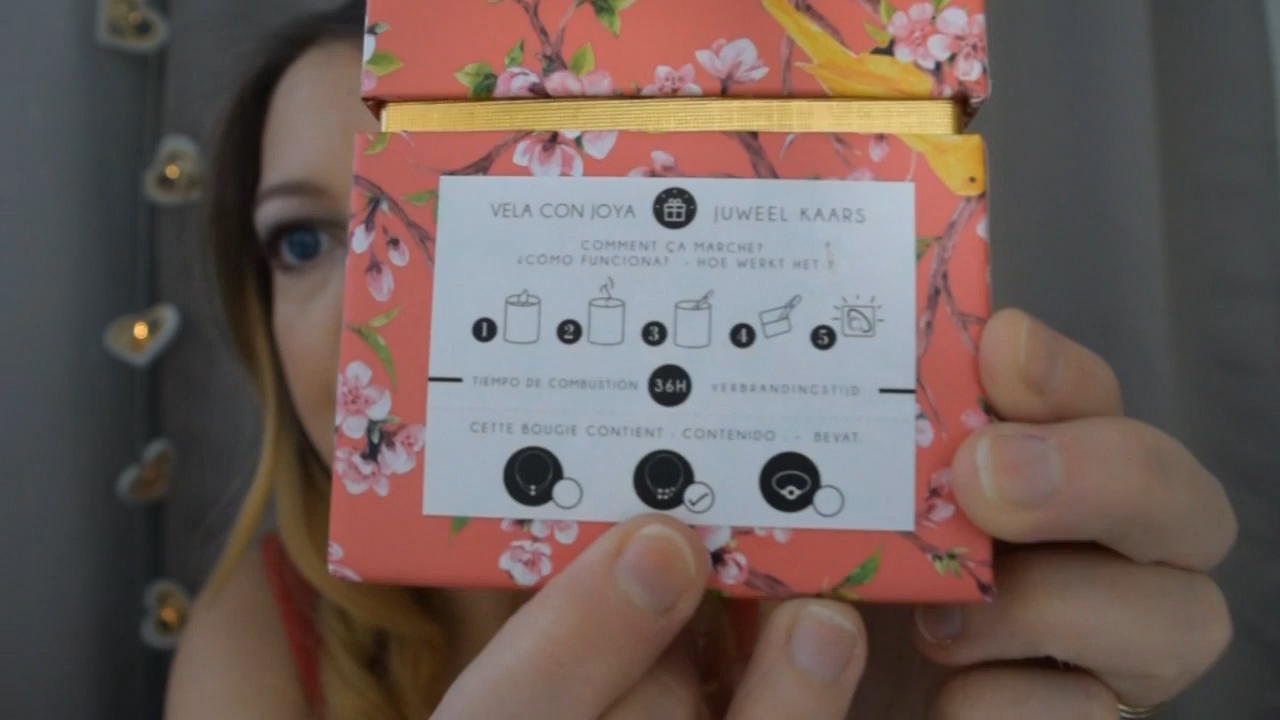 VELA CON JOYA JUWEEL KAARS
COMMENT ÇA MARCHE?
¿CÓMO FUNCIONA? - HOE WERKT HET ?
1 2 3 4 5
TIEMPO DE COMBUSTIÓN 36H VERBRANDINGSTIJD
CETTE BOUGIE CONTIENT - CONTENIDO - BEVAT